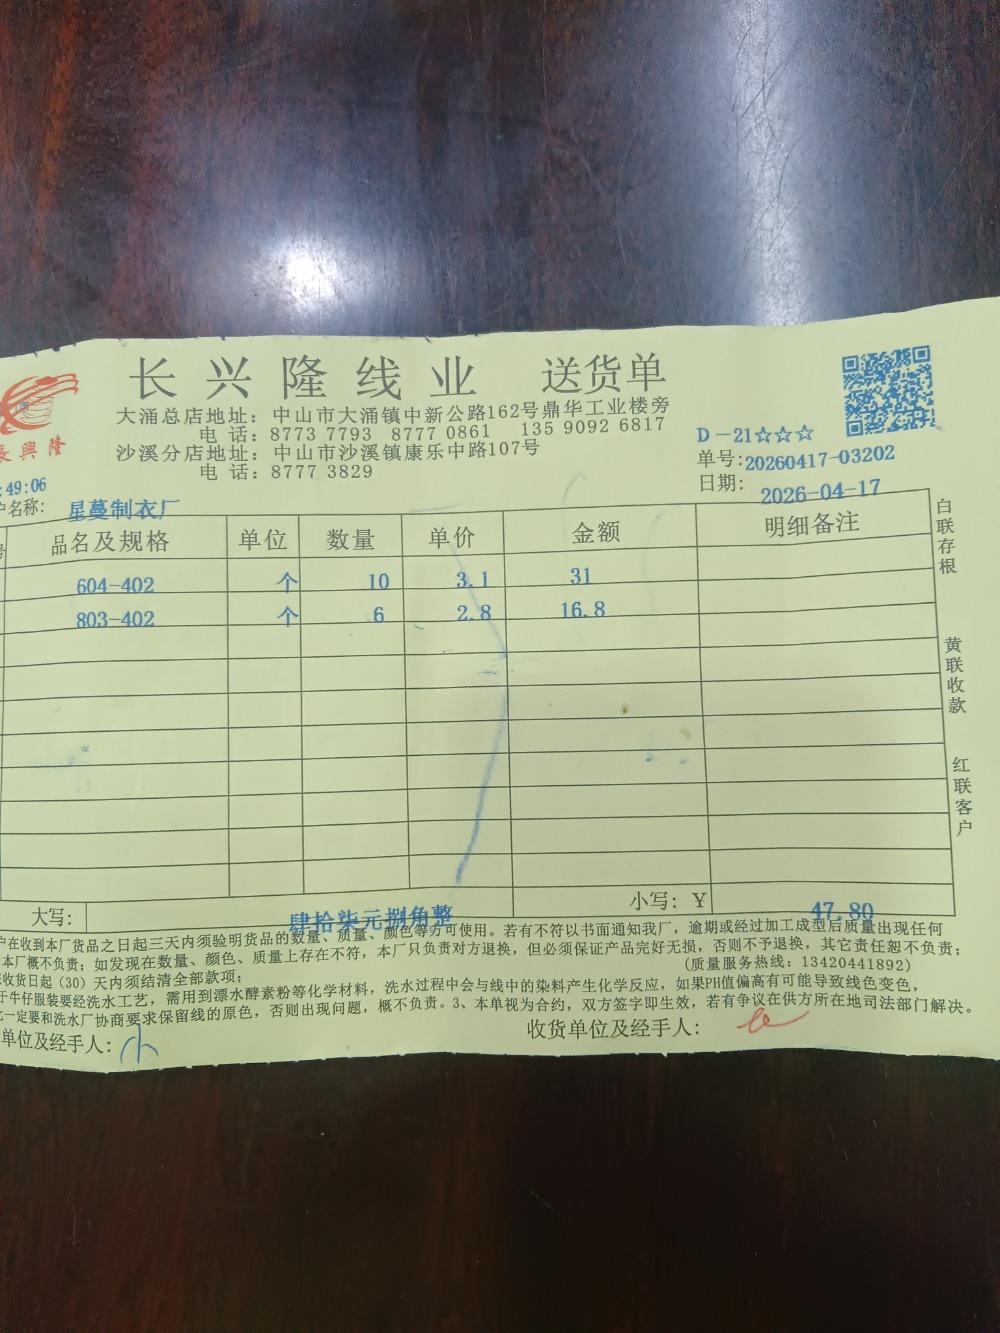 长兴隆线业 送货单
大涌总店地址：中山市大涌镇中新公路162号鼎华工业楼旁
电 话：8773 7793 8777 0861 135 9092 6817
沙溪分店地址：中山市沙溪镇康乐中路107号
电 话：8777 3829
長興隆
D－21☆☆☆
单号:20260417-03202
日期: 2026-04-17
:49:06
户名称: 星蔓制衣厂
品名及规格 单位 数量 单价 金额 明细备注
604-402 个 10 3.1 31
803-402 个 6 2.8 16.8
白联存根
黄联收款
红联客户
大写: 肆拾柒元捌角整 小写: ￥ 47.80
户在收到本厂货品之日起三天内须验明货品的数量、质量、颜色等方可使用。若有不符以书面通知我厂，逾期或经过加工成型后质量出现任何
本厂概不负责；如发现在数量、颜色、质量上存在不符，本厂只负责对方退换，但必须保证产品完好无损，否则不予退换，其它责任恕不负责；
收货日起（30）天内须结清全部款项； (质量服务热线：13420441892)
于牛仔服装要经洗水工艺，需用到漂水酵素粉等化学材料，洗水过程中会与线中的染料产生化学反应，如果PH值偏高有可能导致线色变色，
一定要和洗水厂协商要求保留线的原色，否则出现问题，概不负责。3、本单视为合约，双方签字即生效，若有争议在供方所在地司法部门解决。
单位及经手人: 小 收货单位及经手人: